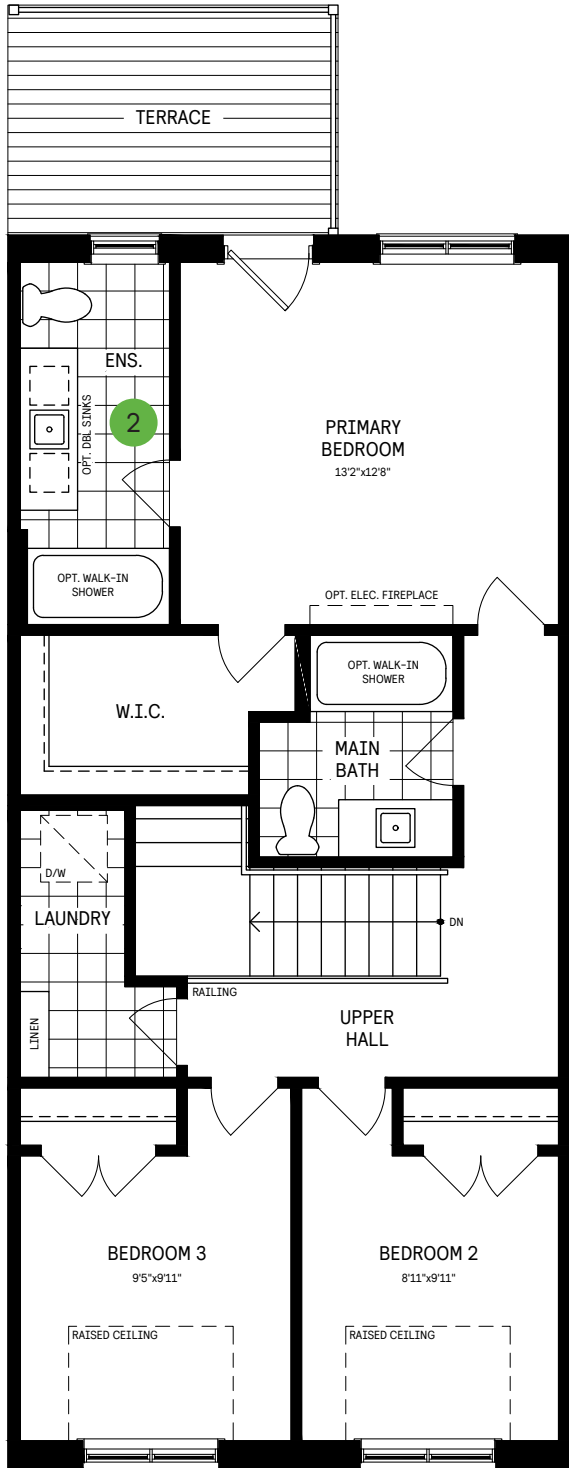 TERRACE
ENS.
2
OPT. DBL SINKS
PRIMARY
BEDROOM
13'2"x12'8"
OPT. WALK-IN
SHOWER
OPT. ELEC. FIREPLACE
OPT. WALK-IN
SHOWER
W.I.C.
MAIN
BATH
D/W
LAUNDRY
DN
RAILING
LINEN
UPPER
HALL
BEDROOM 3
9'5"x9'11"
BEDROOM 2
8'11"x9'11"
RAISED CEILING
RAISED CEILING